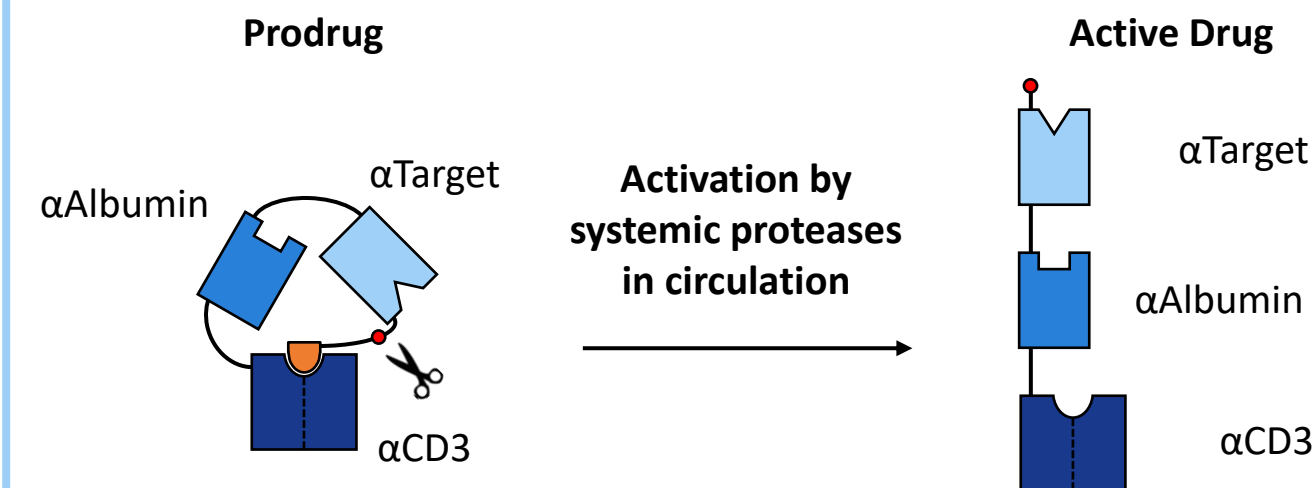 Prodrug
Active Drug
αAlbumin
αTarget
αCD3
Activation by
systemic proteases
in circulation
αTarget
αAlbumin
αCD3